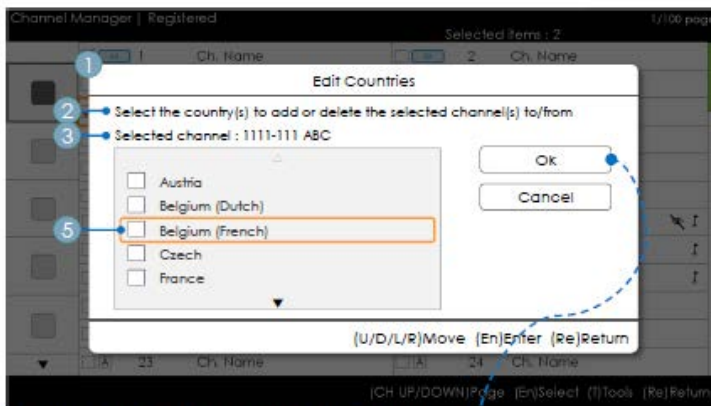 Channel Manager | Registered
1/100 page
Selected items : 2
1 Ch. Name 2 Ch. Name
1
Edit Countries
2 Select the country(s) to add or delete the selected channel(s) to/from
3 Selected channel : 1111-111 ABC
Ok
Austria
Cancel
Belgium (Dutch)
5 Belgium (French)
Czech
France
(U/D/L/R)Move (En)Enter (Re)Return
A 23 Ch. Name A 24 Ch. Name
(CH UP/DOWN)Page (En)Select (T)Tools (Re)Return